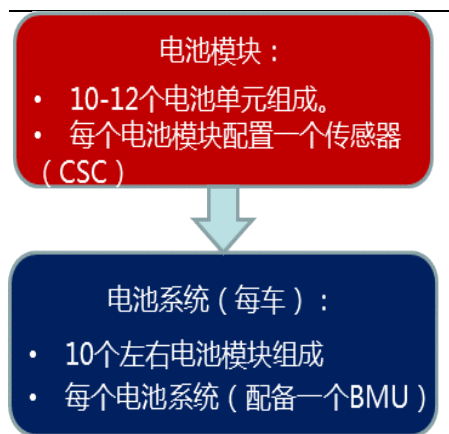 电池模块：
• 10-12个电池单元组成。
• 每个电池模块配置一个传感器
（CSC）
电池系统（每车）：
• 10个左右电池模块组成
• 每个电池系统（配备一个BMU）